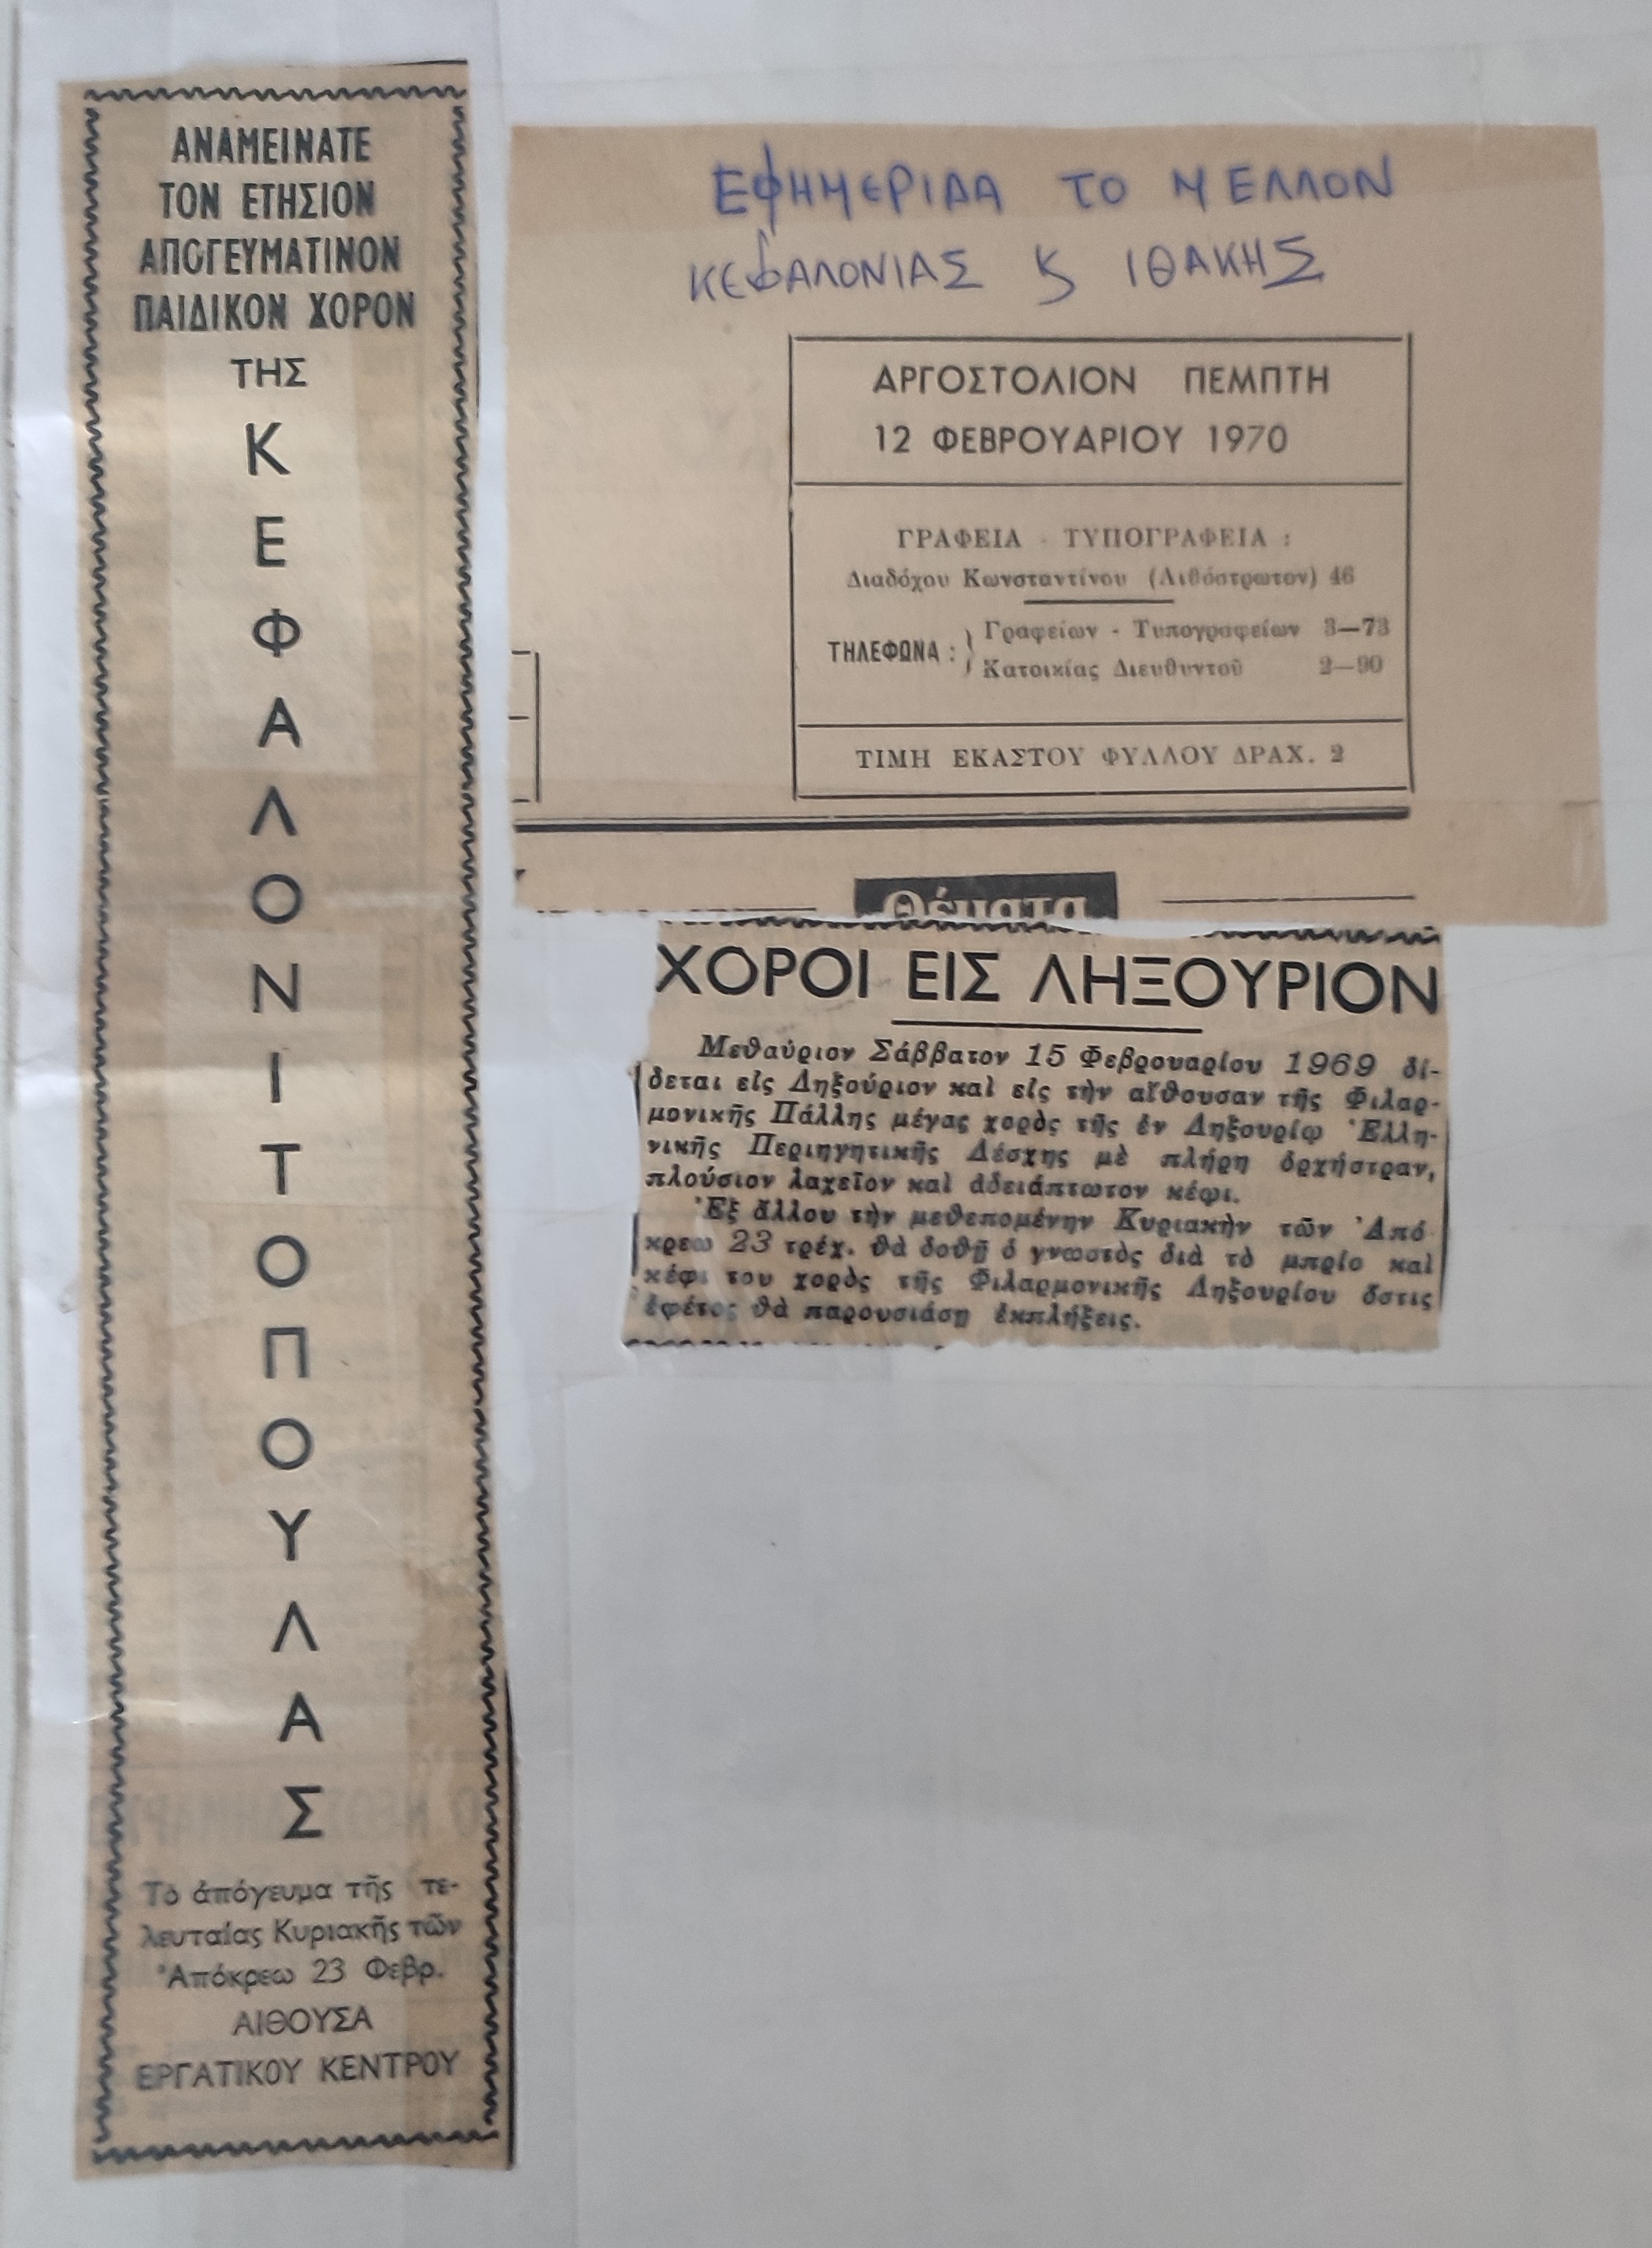 ΑΝΑΜΕΙΝΑΤΕ
ΤΟΝ ΕΤΗΣΙΟΝ
ΑΠΟΓΕΥΜΑΤΙΝΟΝ
ΠΑΙΔΙΚΟΝ ΧΟΡΟΝ
ΤΗΣ
Κ
Ε
Φ
Α
Λ
Ο
Ν
Ι
Τ
Ο
Π
Ο
Υ
Λ
Α
Σ
Τὸ ἀπόγευμα τῆς τε-
λευταίας Κυριακῆς τῶν
Ἀπόκρεω 23 Φεβρ.
ΑΙΘΟΥΣΑ
ΕΡΓΑΤΙΚΟΥ ΚΕΝΤΡΟΥ
ΕΦΗΜΕΡΙΔΑ ΤΟ ΜΕΛΛΟΝ
ΚΕΦΑΛΟΝΙΑΣ ϗ ΙΘΑΚΗΣ
ΑΡΓΟΣΤΟΛΙΟΝ ΠΕΜΠΤΗ
12 ΦΕΒΡΟΥΑΡΙΟΥ 1970
ΓΡΑΦΕΙΑ - ΤΥΠΟΓΡΑΦΕΙΑ :
Διαδόχου Κωνσταντίνου (Λιθόστρωτον) 46
ΤΗΛΕΦΩΝΑ : } Γραφείων - Τυπογραφείων 3—73
Κατοικίας Διευθυντοῦ 2—90
ΤΙΜΗ ΕΚΑΣΤΟΥ ΦΥΛΛΟΥ ΔΡΑΧ. 2
Θέματα
ΧΟΡΟΙ ΕΙΣ ΛΗΞΟΥΡΙΟΝ
Μεθαύριον Σάββατον 15 Φεβρουαρίου 1969 δί-
δεται εἰς Ληξούριον καὶ εἰς τὴν αἴθουσαν τῆς Φιλαρ-
μονικῆς Πάλλης μέγας χορὸς τῆς ἐν Ληξουρίῳ Ἑλλη-
νικῆς Περιηγητικῆς Λέσχης μὲ πλήρη ὀρχήστραν,
πλούσιον λαχεῖον καὶ ἀδειάπτωτον κέφι.
Ἐξ ἄλλου τὴν μεθεπομένην Κυριακὴν τῶν Ἀπό
κρεω 23 τρέχ. θὰ δοθῇ ὁ γνωστὸς διὰ τὸ μπρίο καὶ
κέφι του χορὸς τῆς Φιλαρμονικῆς Ληξουρίου ὅστις
ἐφέτος θὰ παρουσιάσῃ ἐκπλήξεις.